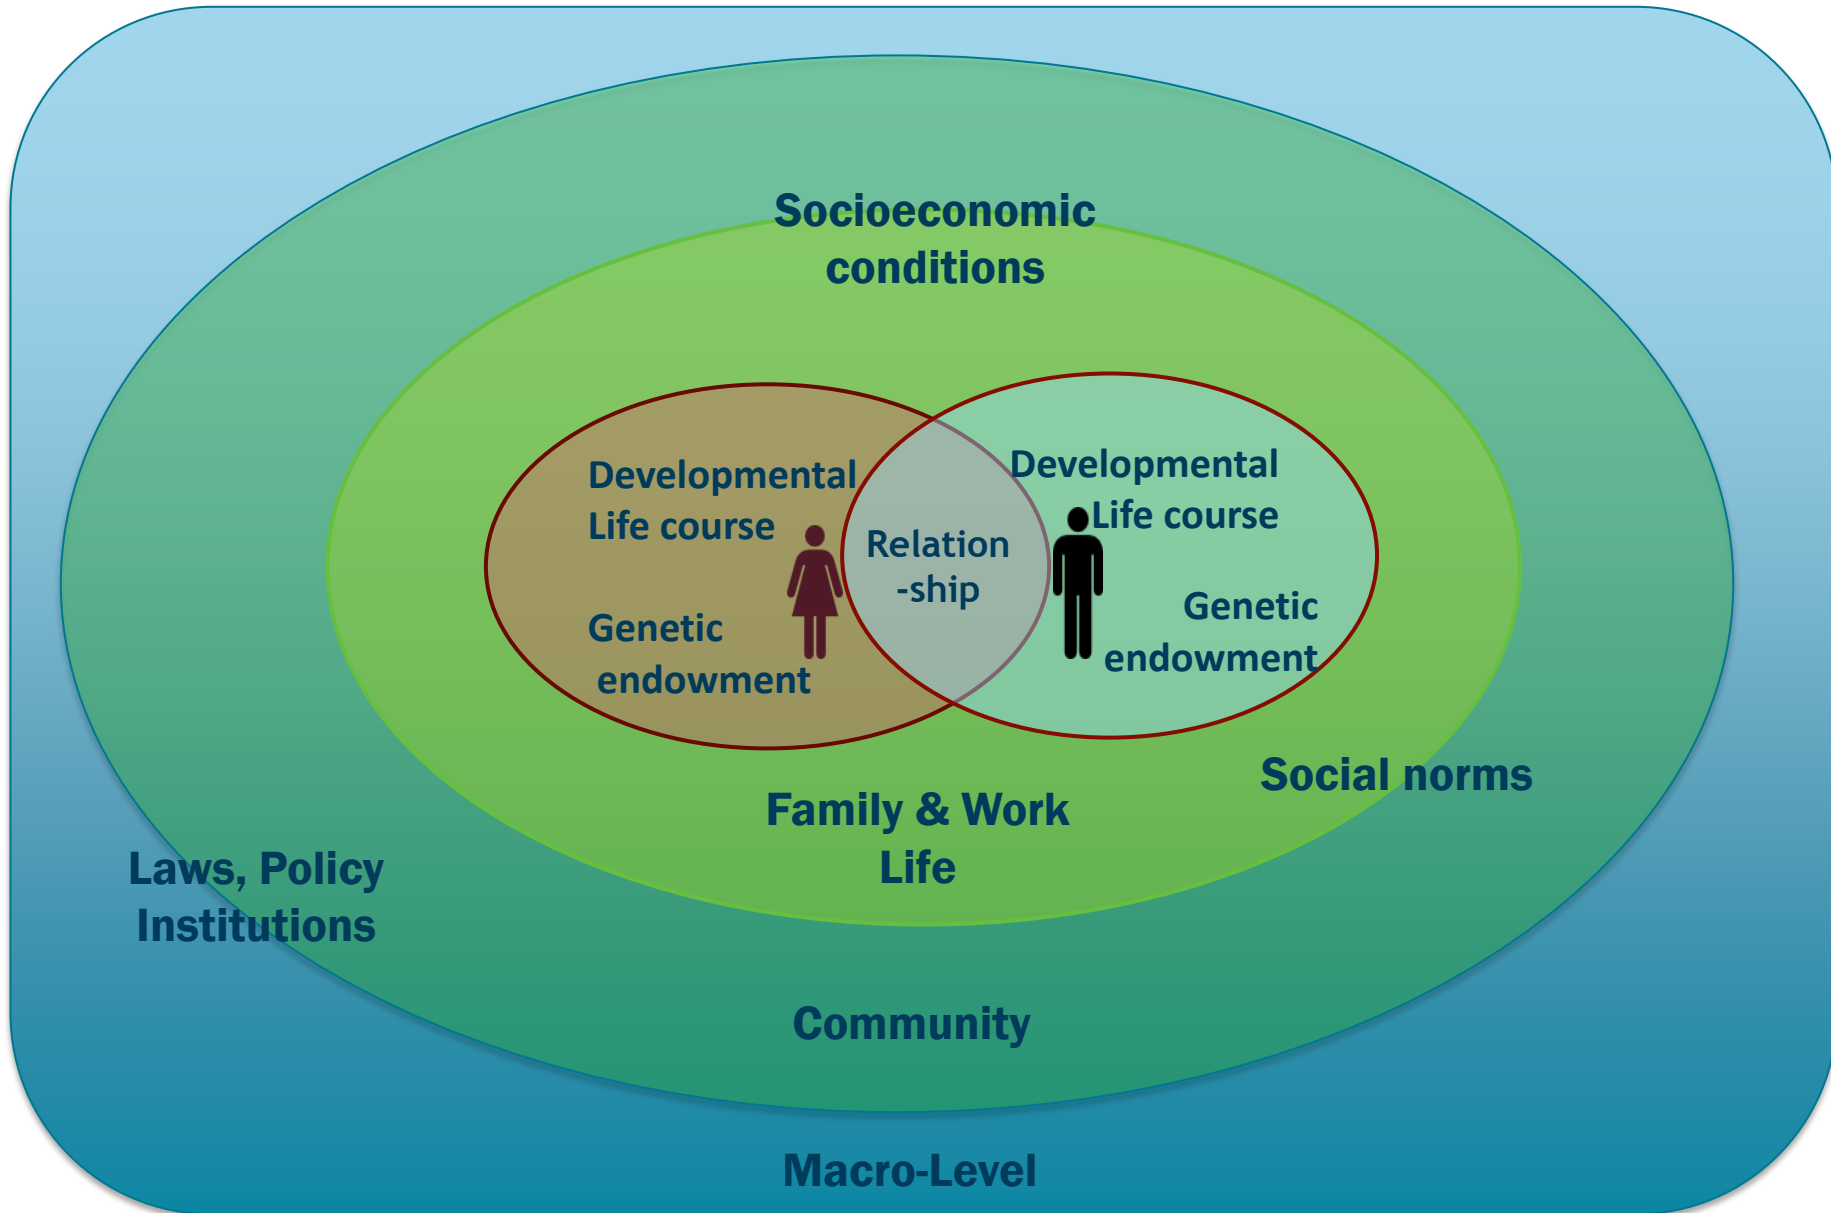 Socioeconomic
conditions
Developmental
Life course
Genetic
endowment
Relation
-ship
Developmental
Life course
Genetic
endowment
Social norms
Family & Work
Life
Laws, Policy
Institutions
Community
Macro-Level